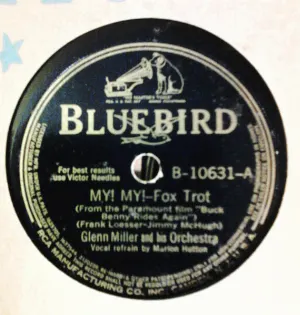 BLUEBIRD
For best results
use Victor Needles
B-10631-A
MY! MY!-Fox Trot
(From the Paramount film "Buck
Benny Rides Again")
(Frank Loesser-Jimmy McHugh)
Glenn Miller and his Orchestra
Vocal refrain by Marion Hutton
RCA MANUFACTURING CO. INC. CAMDEN, N.J. U.S.A.